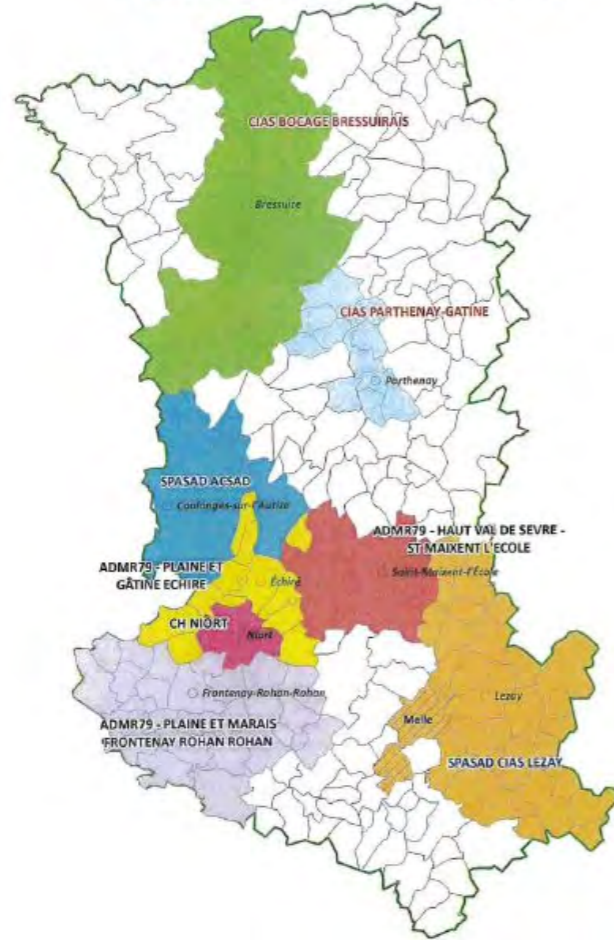 CIAS BOCAGE BRESSUIRAIS
Bressuire
CIAS PARTHENAY-GATINE
Parthenay
SPASAD ACSAD
Coulonges-sur-l'Autize
ADMR79 - HAUT VAL DE SEVRE -
ST MAIXENT L'ECOLE
ADMR79 - PLAINE ET
GÂTINE ECHIRE
Échiré
Saint-Maixent-l'École
CH NIORT
Niort
Frontenay-Rohan-Rohan
Lezay
Melle
ADMR79 - PLAINE ET MARAIS
FRONTENAY ROHAN ROHAN
SPASAD CIAS LEZAY